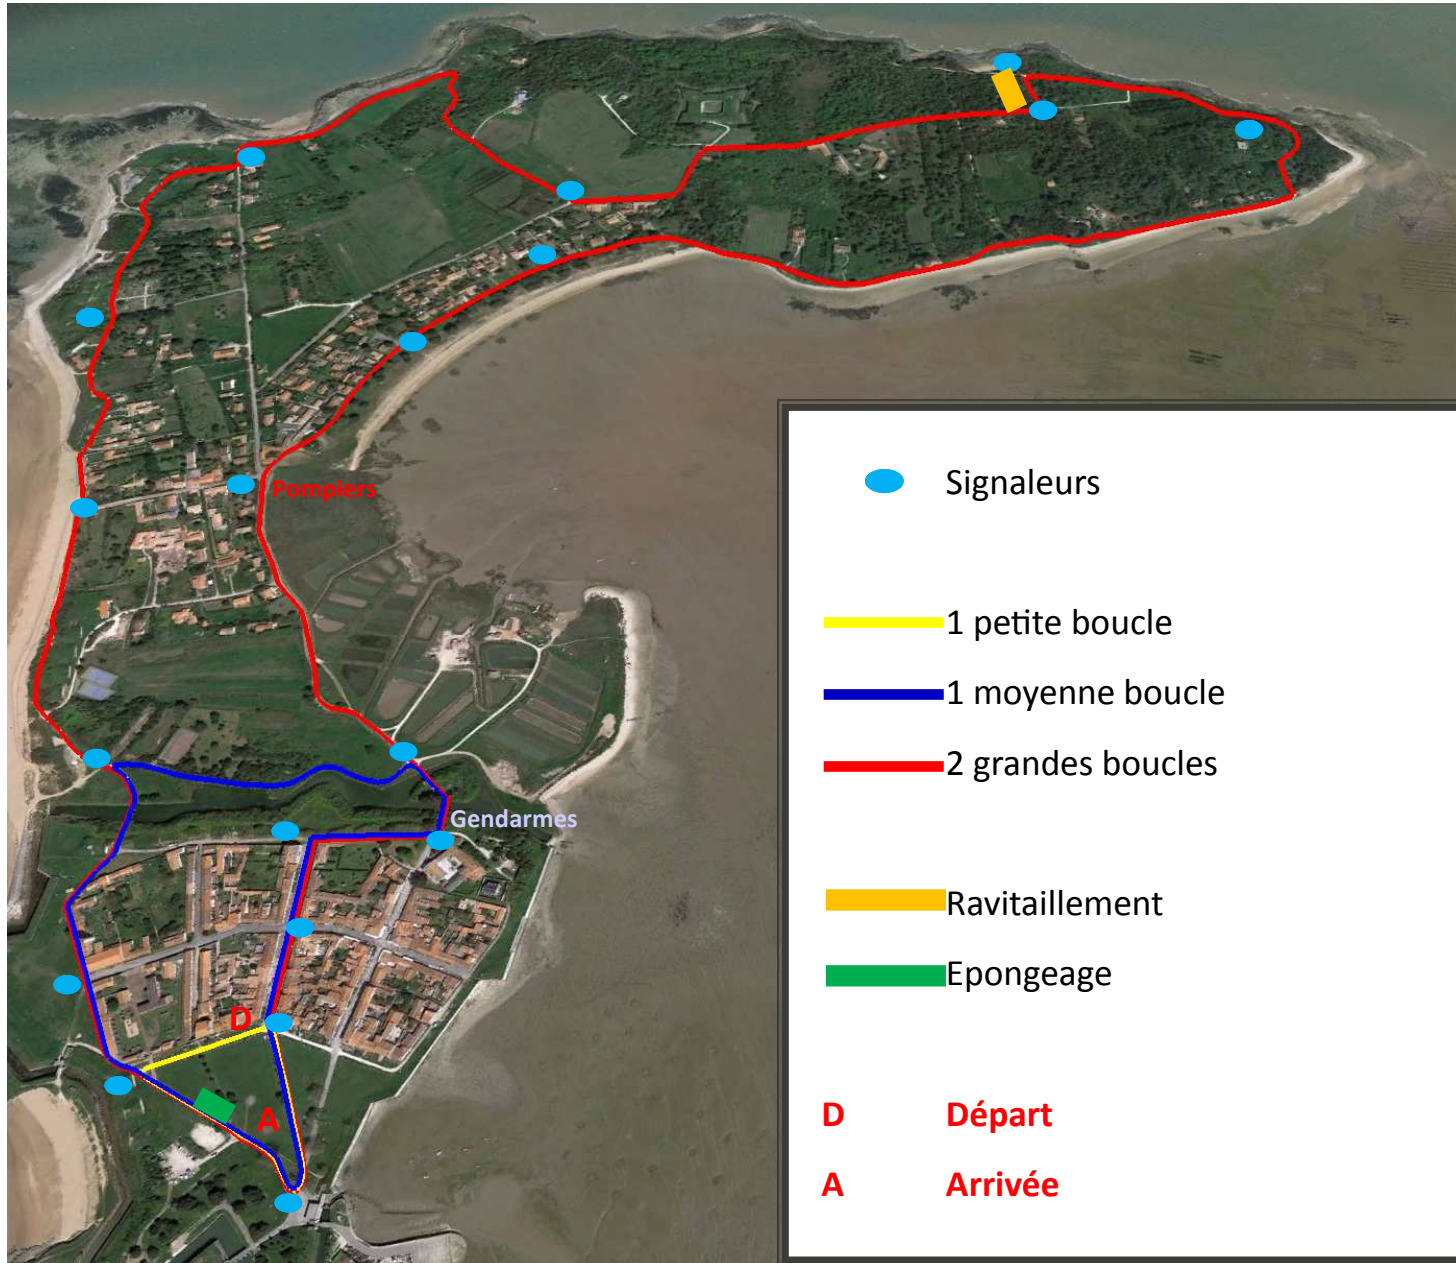 Pompiers
Gendarmes
D
A
Signaleurs
1 petite boucle
1 moyenne boucle
2 grandes boucles
Ravitaillement
Epongeage
D Départ
A Arrivée